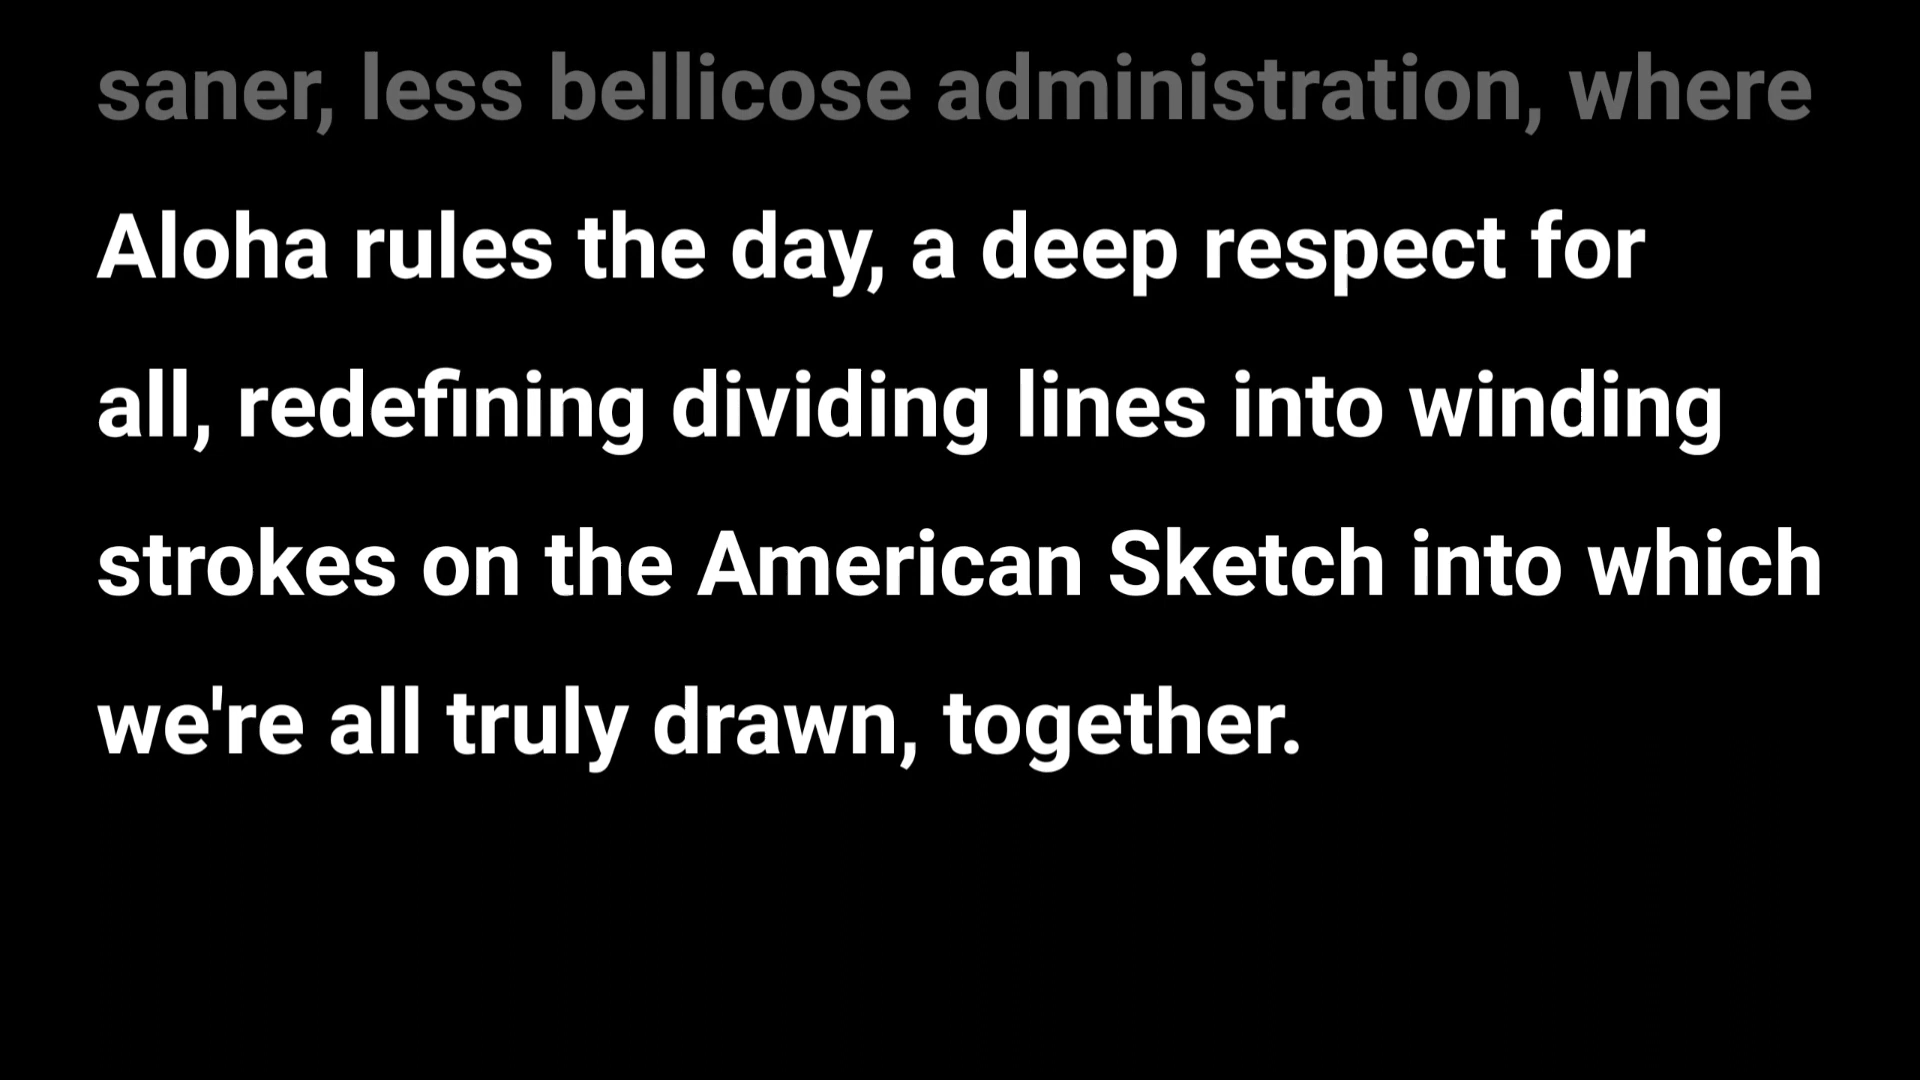 saner, less bellicose administration, where
Aloha rules the day, a deep respect for
all, redefining dividing lines into winding
strokes on the American Sketch into which
we're all truly drawn, together.